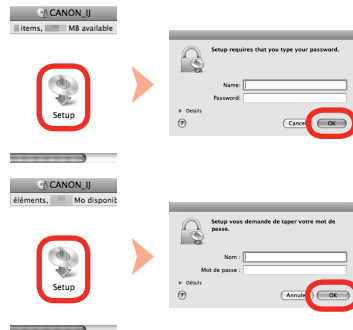 CANON_IJ
items, MB available
Setup
Setup requires that you type your password.
Name:
Password:
Details
?
Cancel
OK
CANON_IJ
éléments, Mo disponib
Setup
Setup vous demande de taper votre mot de
passe.
Nom :
Mot de passe :
Détails
?
Annule
OK